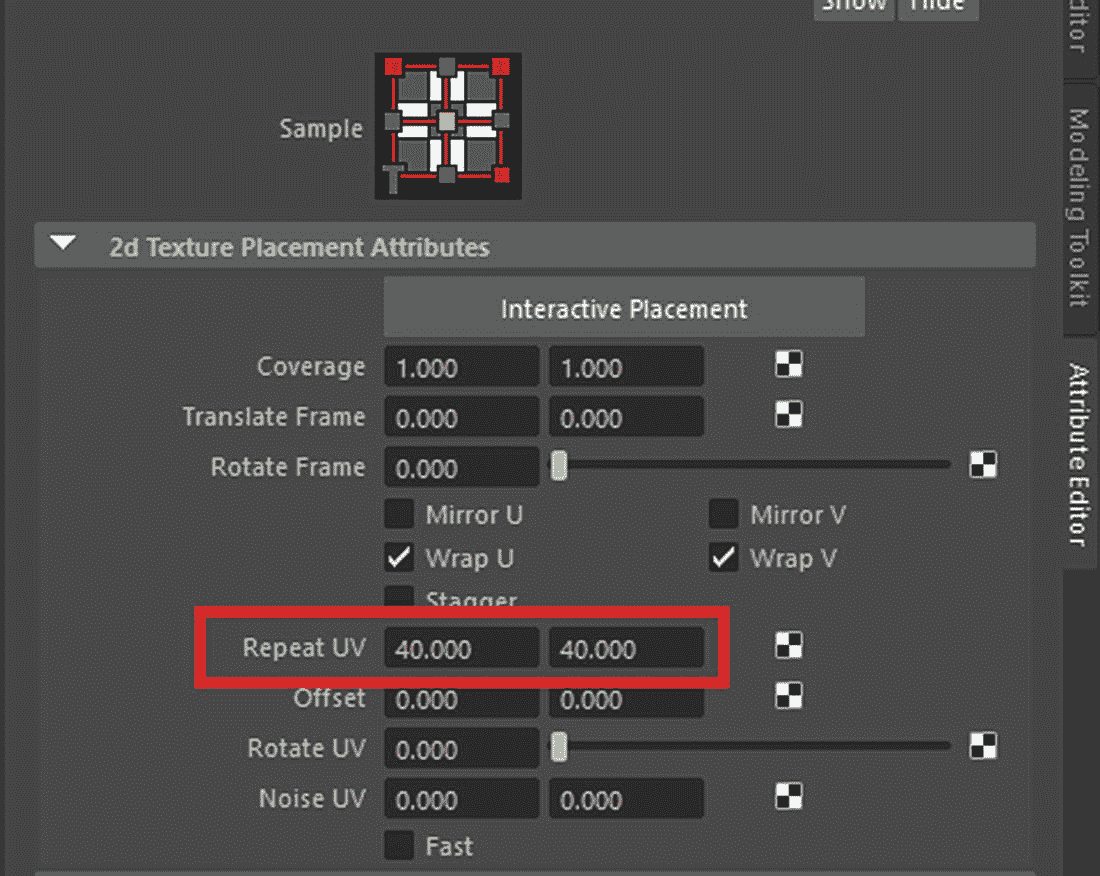 Show Hide
Sample
2d Texture Placement Attributes
Interactive Placement
Coverage 1.000 1.000
Translate Frame 0.000 0.000
Rotate Frame 0.000
Mirror U Mirror V
Wrap U Wrap V
Stagger
Repeat UV 40.000 40.000
Offset 0.000 0.000
Rotate UV 0.000
Noise UV 0.000 0.000
Fast
ditor
Modeling Toolkit
Attribute Editor